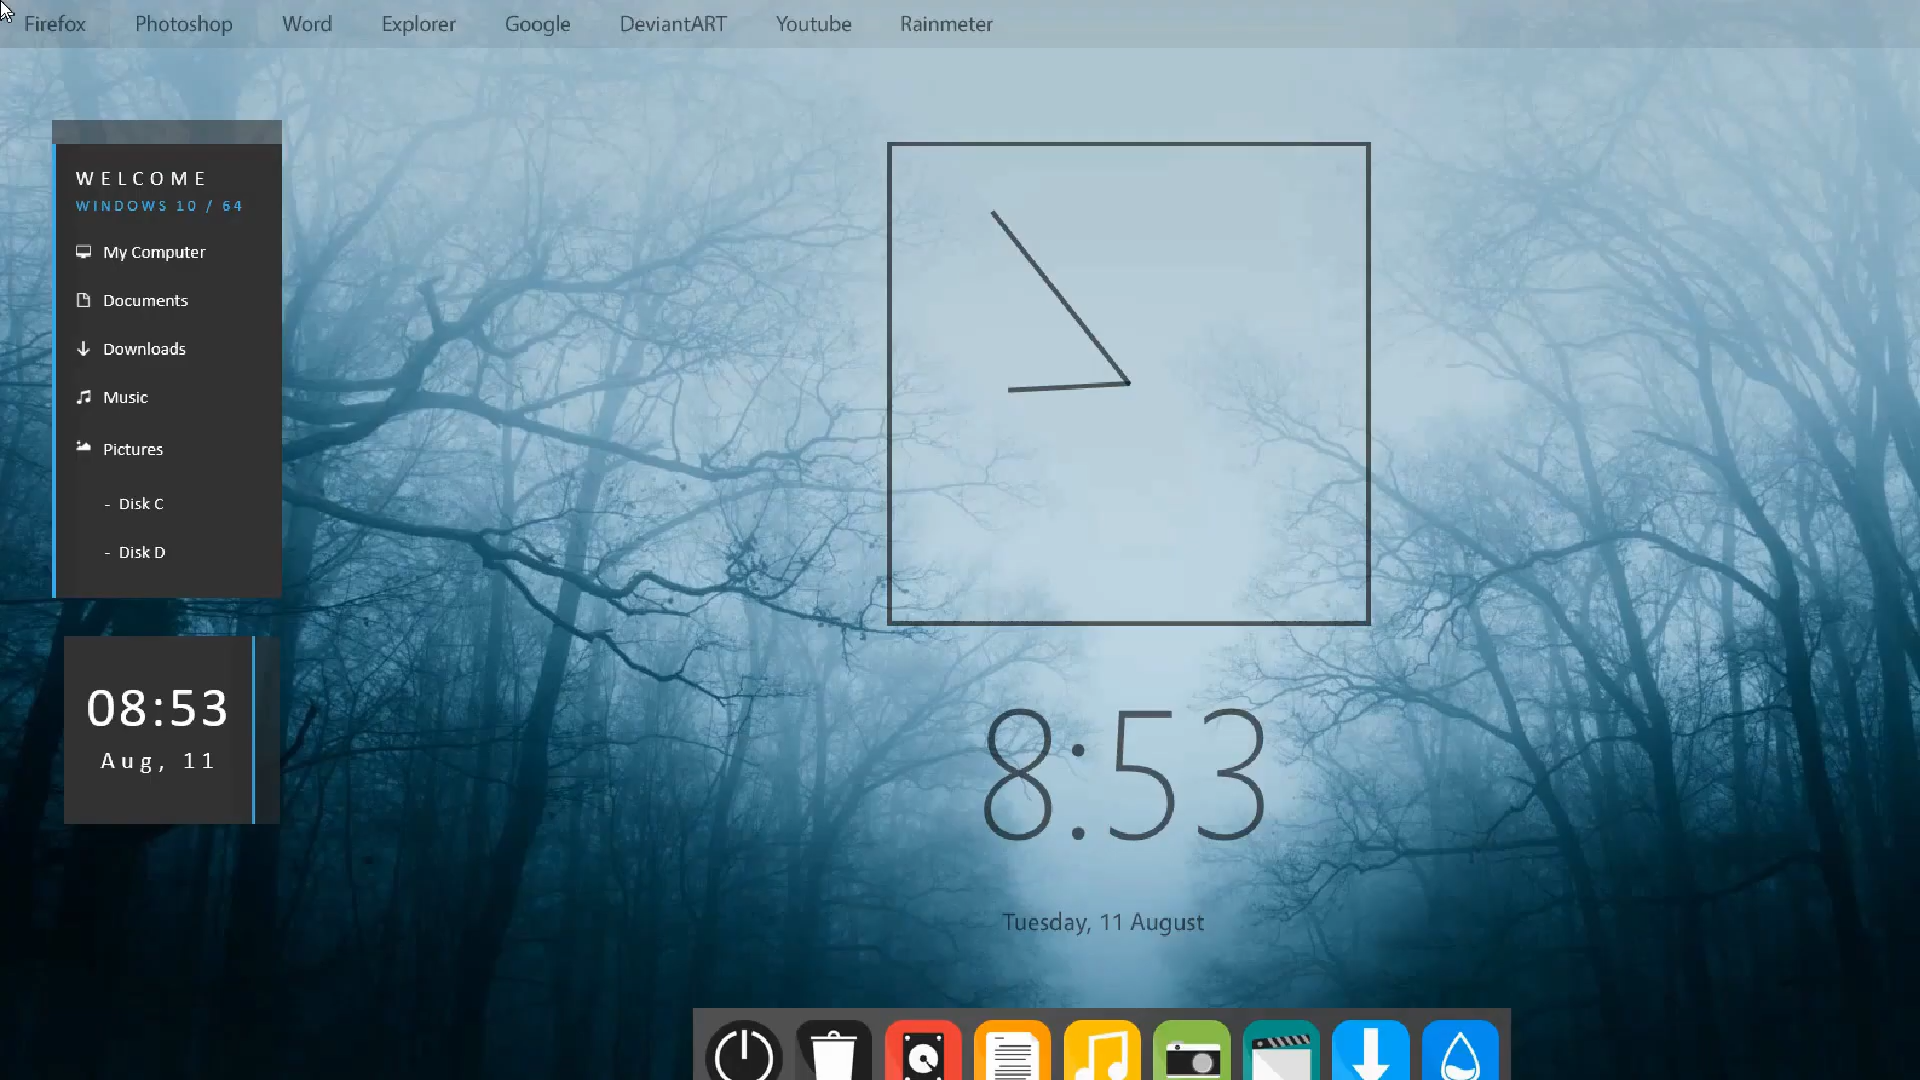 Firefox Photoshop Word Explorer Google DeviantART Youtube Rainmeter
WELCOME
WINDOWS 10 / 64
My Computer
Documents
Downloads
Music
Pictures
- Disk C
- Disk D
08:53
Aug, 11
8:53
Tuesday, 11 August